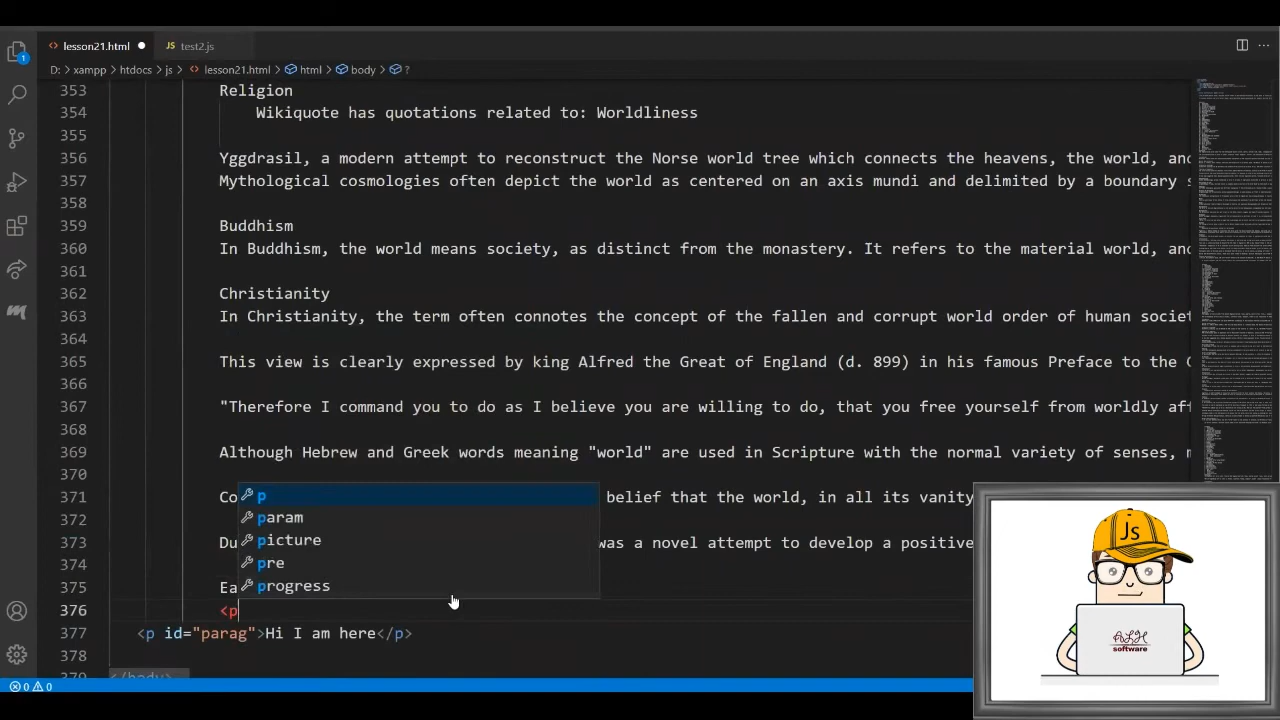 lesson21.html
JS test2.js
D: > xampp > htdocs > js > lesson21.html > html > body > ?
1
353 Religion
354 Wikiquote has quotations related to: Worldliness
355
356 Yggdrasil, a modern attempt to reconstruct the Norse world tree which connects the heavens, the world, and
357 Mythological cosmologies often depict the world as centered on an axis mundi and delimited by a boundary
358
359 Buddhism
360 In Buddhism, the world means society, as distinct from the monastery. It refers to the material world, and
361
362 Christianity
363 In Christianity, the term often connotes the concept of the fallen and corrupt world order of human societ
364
365 This view is clearly expressed by king Alfred the Great of England (d. 899) in his famous Preface to the
366
367 "Therefore I command you to do as I believe you are willing to do, that you free yourself from worldly
368
369 Although Hebrew and Greek words meaning "world" are used in Scripture with the normal variety of senses, m
370
371 Co belief that the world, in all its vanity
372
373 Du was a novel attempt to develop a positive
374
375 Ea
376 <p
377 <p id="parag">Hi I am here</p>
378
379 </body>
p
param
picture
pre
progress
0 0
Js
software